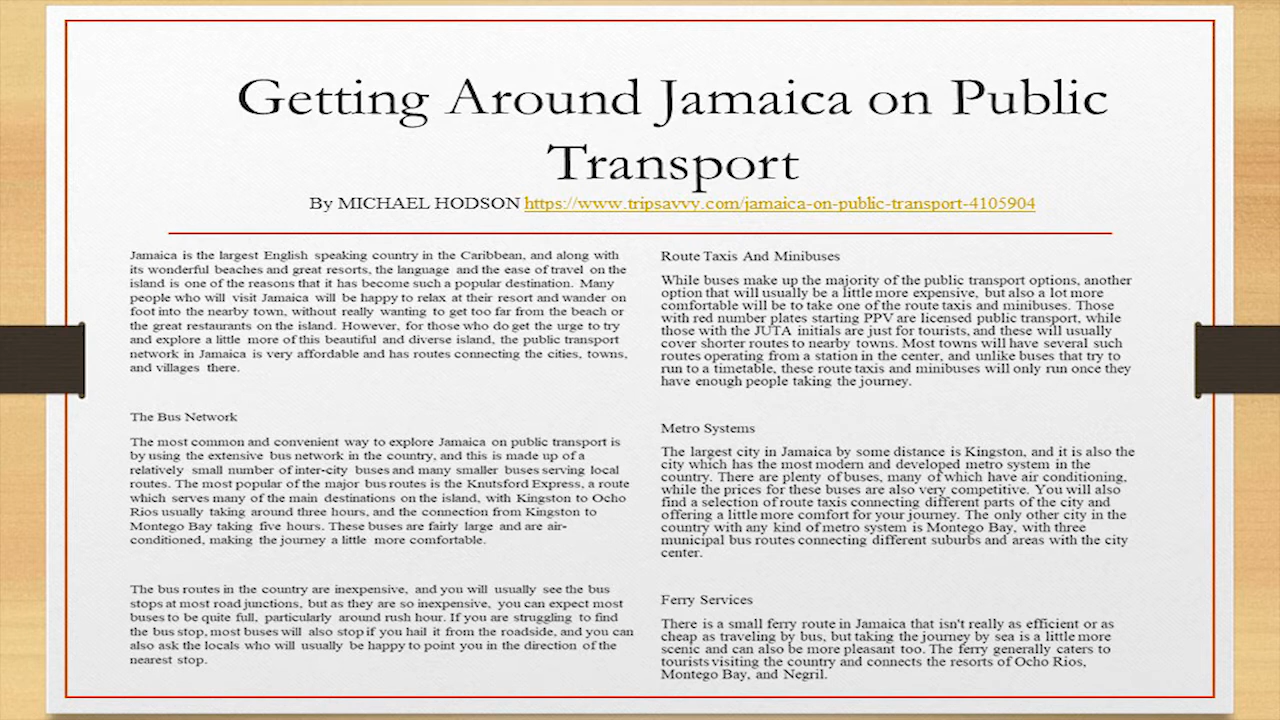 Getting Around Jamaica on Public
Transport
By MICHAEL HODSON https://www.tripsavvy.com/jamaica-on-public-transport-4105904
Jamaica is the largest English speaking country in the Caribbean, and along with
its wonderful beaches and great resorts, the language and the ease of travel on the
island is one of the reasons that it has become such a popular destination. Many
people who will visit Jamaica will be happy to relax at their resort and wander on
foot into the nearby town, without really wanting to get too far from the beach or
the great restaurants on the island. However, for those who do get the urge to try
and explore a little more of this beautiful and diverse island, the public transport
network in Jamaica is very affordable and has routes connecting the cities, towns,
and villages there.
The Bus Network
The most common and convenient way to explore Jamaica on public transport is
by using the extensive bus network in the country, and this is made up of a
relatively small number of inter-city buses and many smaller buses serving local
routes. The most popular of the major bus routes is the Knutsford Express, a route
which serves many of the main destinations on the island, with Kingston to Ocho
Rios usually taking around three hours, and the connection from Kingston to
Montego Bay taking five hours. These buses are fairly large and are air-
conditioned, making the journey a little more comfortable.
The bus routes in the country are inexpensive, and you will usually see the bus
stops at most road junctions, but as they are so inexpensive, you can expect most
buses to be quite full, particularly around rush hour. If you are struggling to find
the bus stop, most buses will also stop if you hail it from the roadside, and you can
also ask the locals who will usually be happy to point you in the direction of the
nearest stop.
Route Taxis And Minibuses
While buses make up the majority of the public transport options, another
option that will usually be a little more expensive, but also a lot more
comfortable will be to take one of the route taxis and minibuses. Those
with red number plates starting PPV are licensed public transport, while
those with the JUTA initials are just for tourists, and these will usually
cover shorter routes to nearby towns. Most towns will have several such
routes operating from a station in the center, and unlike buses that try to
run to a timetable, these route taxis and minibuses will only run once they
have enough people taking the journey.
Metro Systems
The largest city in Jamaica by some distance is Kingston, and it is also the
city which has the most modern and developed metro system in the
country. There are plenty of buses, many of which have air conditioning,
while the prices for these buses are also very competitive. You will also
find a selection of route taxis connecting different parts of the city and
offering a little more comfort for your journey. The only other city in the
country with any kind of metro system is Montego Bay, with three
municipal bus routes connecting different suburbs and areas with the city
center.
Ferry Services
There is a small ferry route in Jamaica that isn't really as efficient or as
cheap as traveling by bus, but taking the journey by sea is a little more
scenic and can also be more pleasant too. The ferry generally caters to
tourists visiting the country and connects the resorts of Ocho Rios,
Montego Bay, and Negril.